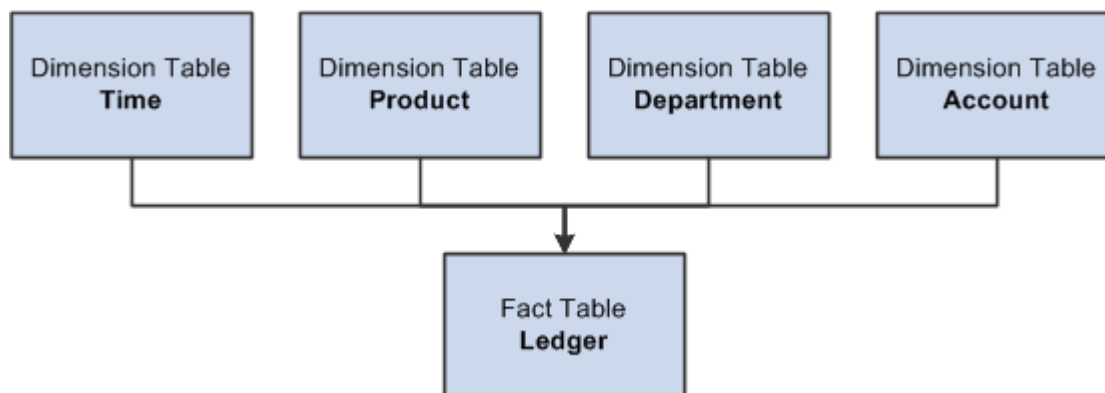 Dimension Table
Time
Dimension Table
Product
Dimension Table
Department
Dimension Table
Account
Fact Table
Ledger